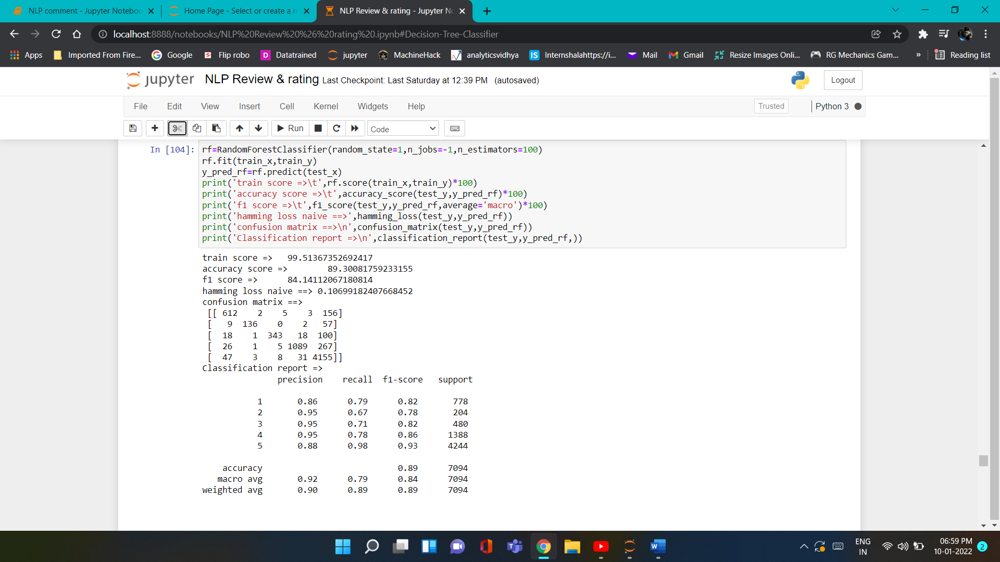 NLP comment - Jupyter Noteboo
Home Page - Select or create a n
NLP Review & rating - Jupyter No
localhost:8888/notebooks/NLP%20Review%20%26%20rating%20.ipynb#Decision-Tree-Classifier
Apps Imported From Fire... Google Flip robo Datatrained jupyter MachineHack analyticsvidhya Internshalahttps://i... Mail Gmail Resize Images Onli... RG Mechanics Gam... » Reading list
jupyter NLP Review & rating Last Checkpoint: Last Saturday at 12:39 PM (autosaved) Logout
File Edit View Insert Cell Kernel Widgets Help Trusted Python 3
Run Code
In [104]: rf=RandomForestClassifier(random_state=1,n_jobs=-1,n_estimators=100)
rf.fit(train_x,train_y)
y_pred_rf=rf.predict(test_x)
print('train score =>\t',rf.score(train_x,train_y)*100)
print('accuracy score =>\t',accuracy_score(test_y,y_pred_rf)*100)
print('f1 score =>\t',f1_score(test_y,y_pred_rf,average='macro')*100)
print('hamming loss naive ==>',hamming_loss(test_y,y_pred_rf))
print('confusion matrix ==>\n',confusion_matrix(test_y,y_pred_rf))
print('Classification report =>\n',classification_report(test_y,y_pred_rf,))
train score => 99.51367352692417
accuracy score => 89.30081759233155
f1 score => 84.14112067180814
hamming loss naive ==> 0.10699182407668452
confusion matrix ==>
[[ 612 2 5 3 156]
[ 9 136 0 2 57]
[ 18 1 343 18 100]
[ 26 1 5 1089 267]
[ 47 3 8 31 4155]]
Classification report =>
precision recall f1-score support
1 0.86 0.79 0.82 778
2 0.95 0.67 0.78 204
3 0.95 0.71 0.82 480
4 0.95 0.78 0.86 1388
5 0.88 0.98 0.93 4244
accuracy 0.89 7094
macro avg 0.92 0.79 0.84 7094
weighted avg 0.90 0.89 0.89 7094
ENG
IN
06:59 PM
10-01-2022
2